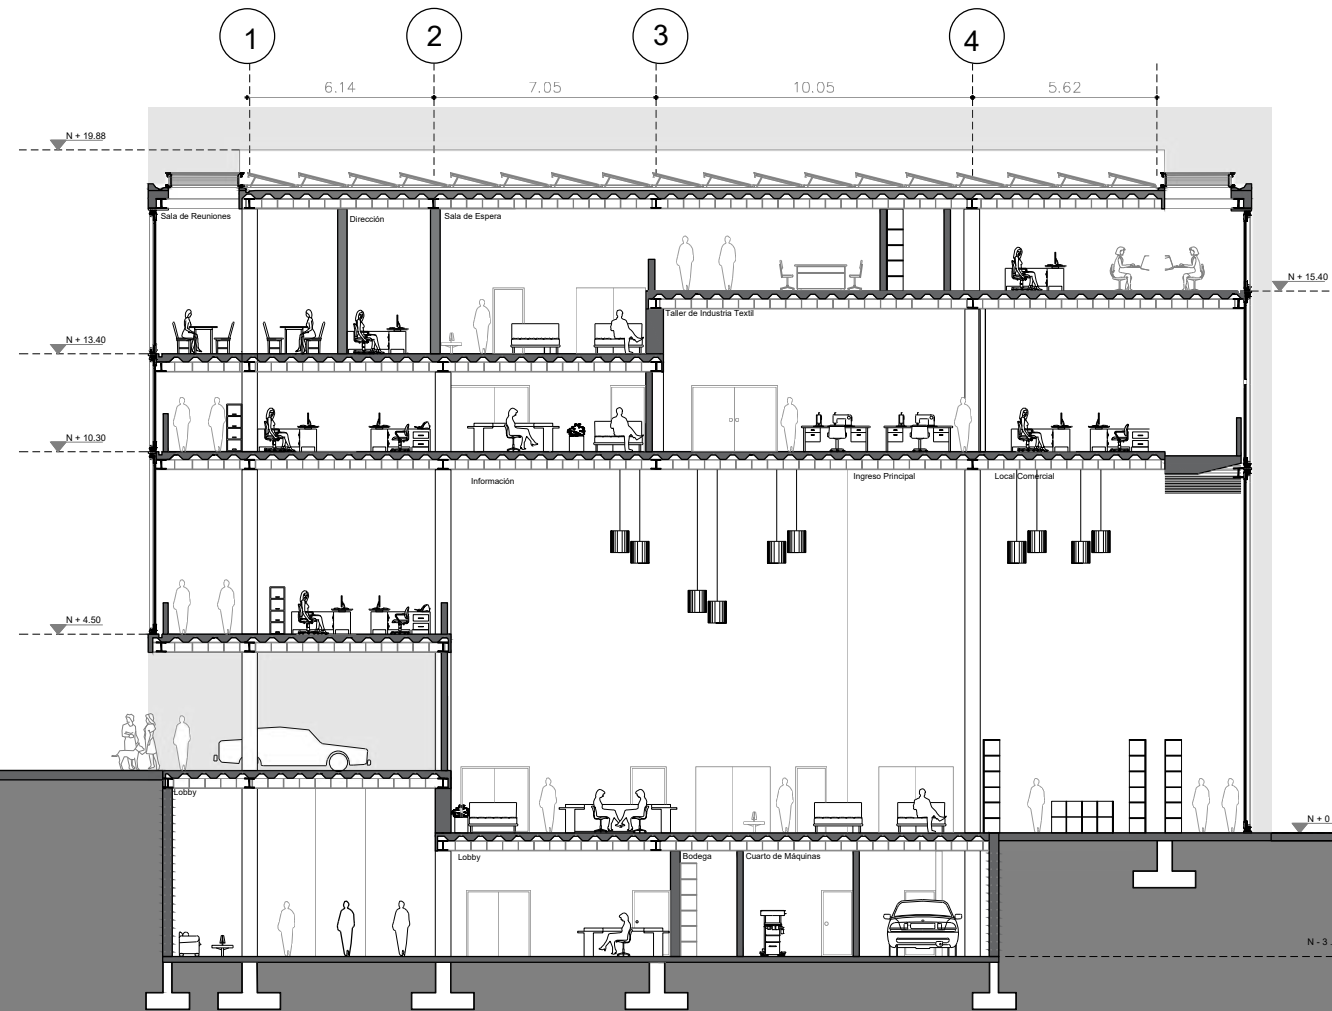 1
2
3
4
6.14
7.05
10.05
5.62
N + 19.88
Sala de Reuniones
Dirección
Sala de Espera
N + 15.40
Taller de Industria Textil
N + 13.40
N + 10.30
Información
Ingreso Principal
Local Comercial
N + 4.50
Lobby
N + 0
Lobby
Bodega
Cuarto de Máquinas
N - 3.